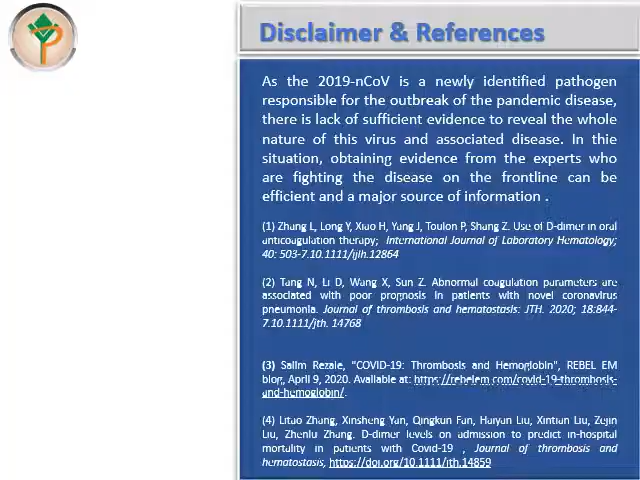 Disclaimer & References
As the 2019-nCoV is a newly identified pathogen
responsible for the outbreak of the pandemic disease,
there is lack of sufficient evidence to reveal the whole
nature of this virus and associated disease. In thie
situation, obtaining evidence from the experts who
are fighting the disease on the frontline can be
efficient and a major source of information .
(1) Zhang L, Long Y, Xiao H, Yang J, Toulon P, Shang Z. Use of D-dimer in oral
anticoagulation therapy; International Journal of Laboratory Hematology;
40: 503-7.10.1111/ijlh.12864
(2) Tang N, Li D, Wang X, Sun Z. Abnormal coagulation parameters are
associated with poor prognosis in patients with novel coronavirus
pneumonia. Journal of thrombosis and hemostasis: JTH. 2020; 18:844-
7.10.1111/jth. 14768
(3) Salim Rezaie, "COVID-19: Thrombosis and Hemoglobin", REBEL EM
blog, April 9, 2020. Available at: https://rebelem.com/covid-19-thrombosis-
and-hemoglobin/.
(4) Litao Zhang, Xinsheng Yan, Qingkun Fan, Haiyan Liu, Xintian Liu, Zejin
Liu, Zhenlu Zhang. D-dimer levels on admission to predict in-hospital
mortality in patients with Covid-19 , Journal of thrombosis and
hematostasis, https://doi.org/10.1111/jth.14859